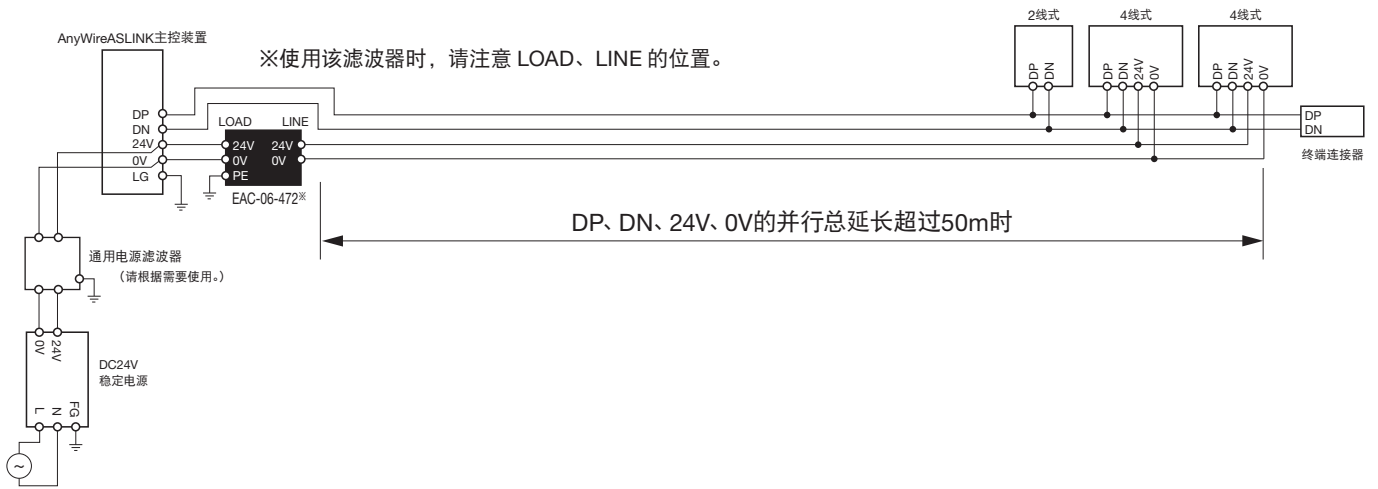 2线式
4线式
4线式
AnyWireASLINK主控装置
※使用该滤波器时，请注意 LOAD、LINE 的位置。
DP
DN
DP
DN
24V
0V
DP
DN
24V
0V
DP
DN
24V
0V
LG
LOAD
LINE
24V
24V
0V
0V
PE
EAC-06-472※
DP
DN
终端连接器
DP、DN、24V、0V的并行总延长超过50m时
通用电源滤波器
（请根据需要使用。）
0V
24V
DC24V
稳定电源
L
N
FG
~